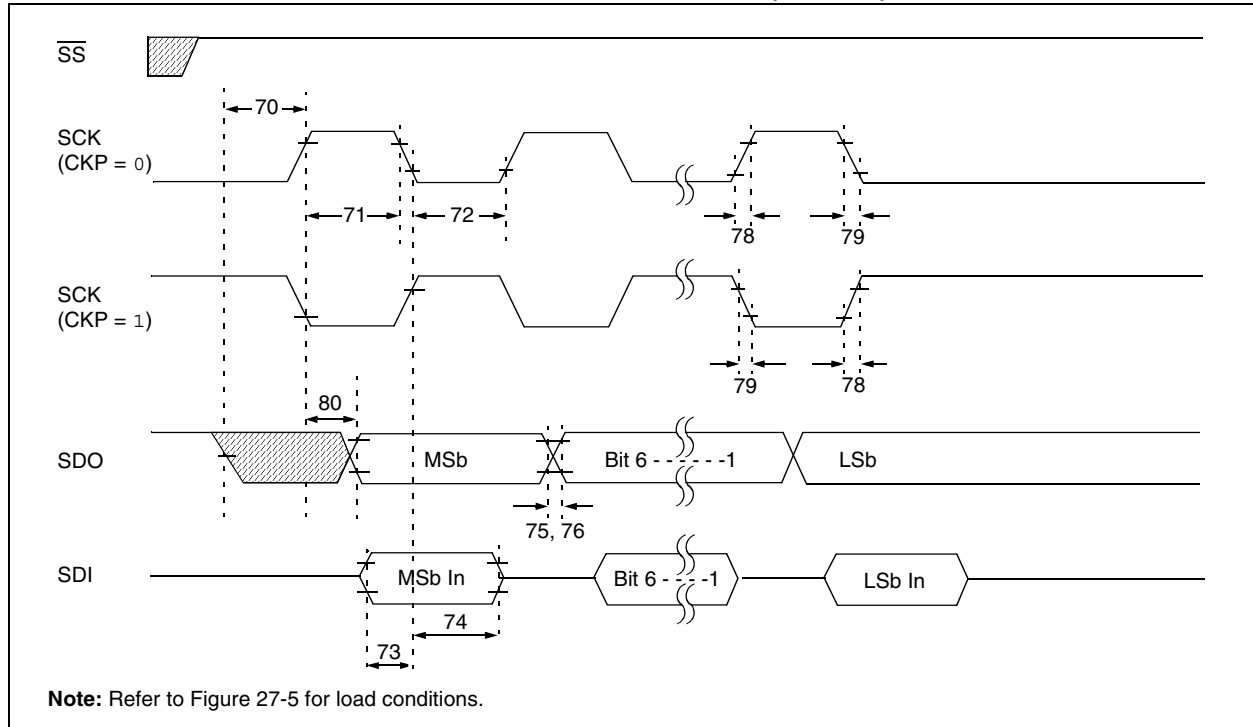 SS
70
SCK
(CKP = 0)
71
72
78
79
SCK
(CKP = 1)
79
78
80
SDO
MSb
Bit 6 - - - - - -1
LSb
75, 76
SDI
MSb In
Bit 6 - - - - -1
LSb In
74
73
Note: Refer to Figure 27-5 for load conditions.